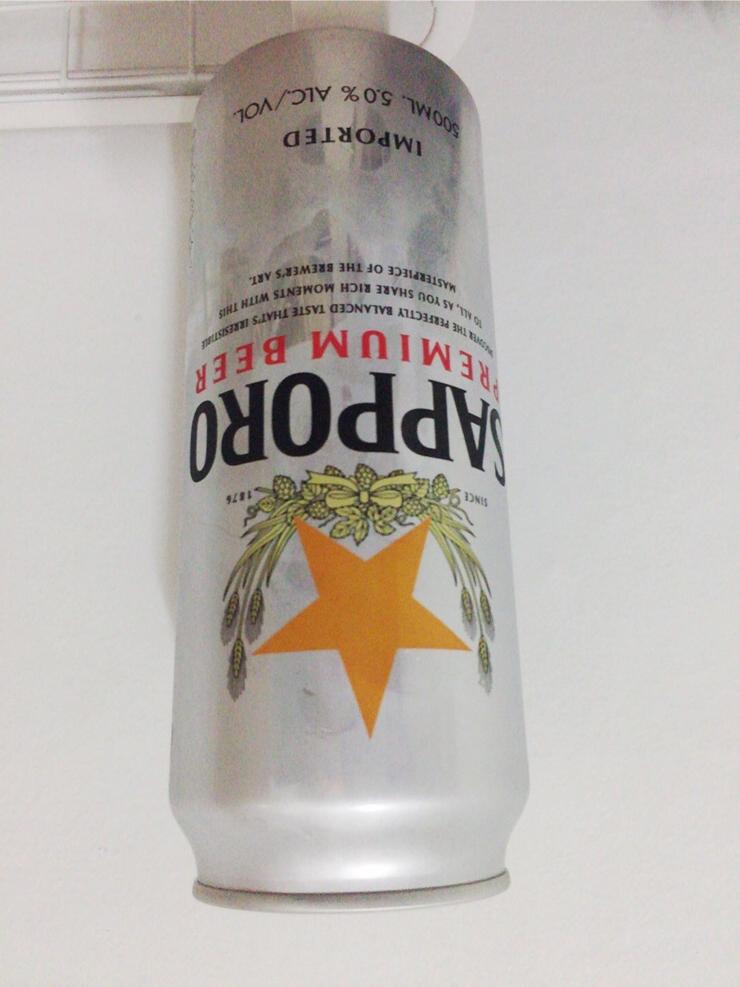 SINCE 1876
SAPPORO
PREMIUM BEER
DISCOVER THE PERFECTLY BALANCED TASTE THAT'S IRRESISTIBLE
TO ALL, AS YOU SHARE RICH MOMENTS WITH THIS
MASTERPIECE OF THE BREWER'S ART.
IMPORTED
500ML. 5.0% ALC./VOL.